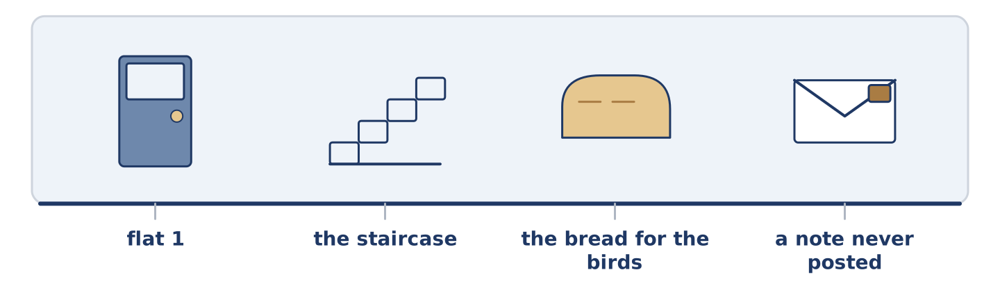 flat 1
the staircase
the bread for the
birds
a note never
posted